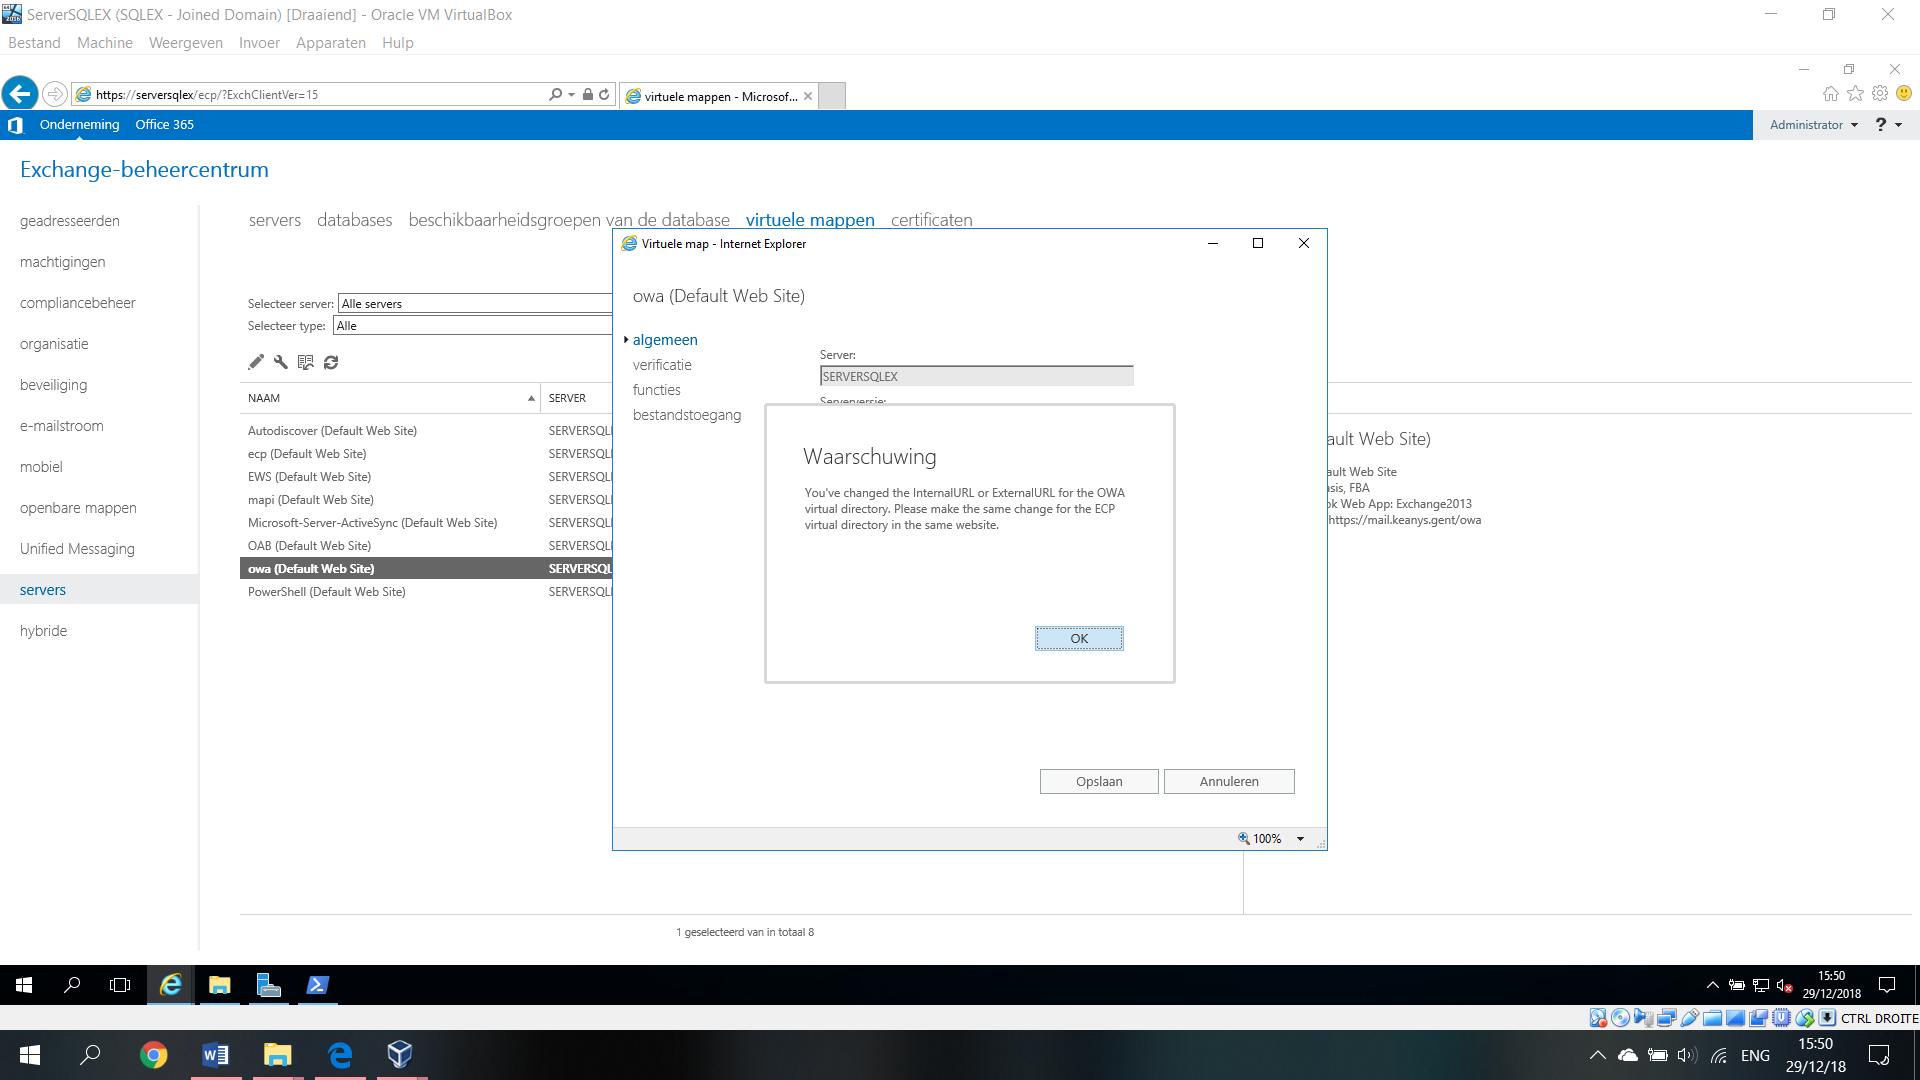 ServerSQLEX (SQLEX - Joined Domain) [Draaiend] - Oracle VM VirtualBox
Bestand Machine Weergeven Invoer Apparaten Hulp
https://serversqlex/ecp/?ExchClientVer=15
virtuele mappen - Microsof...
Onderneming Office 365
Administrator ?
Exchange-beheercentrum
geadresseerden
machtigingen
compliancebeheer
organisatie
beveiliging
e-mailstroom
mobiel
openbare mappen
Unified Messaging
servers
hybride
servers databases beschikbaarheidsgroepen van de database virtuele mappen certificaten
Selecteer server: Alle servers
Selecteer type: Alle
NAAM SERVER
Autodiscover (Default Web Site) SERVERSQL
ecp (Default Web Site) SERVERSQL
EWS (Default Web Site) SERVERSQL
mapi (Default Web Site) SERVERSQL
Microsoft-Server-ActiveSync (Default Web Site) SERVERSQL
OAB (Default Web Site) SERVERSQL
owa (Default Web Site) SERVERSQL
PowerShell (Default Web Site) SERVERSQL
1 geselecteerd van in totaal 8
Virtuele map - Internet Explorer
owa (Default Web Site)
algemeen
verificatie
functies
bestandstoegang
Server:
SERVERSQLEX
Serverversie:
Waarschuwing
You've changed the InternalURL or ExternalURL for the OWA
virtual directory. Please make the same change for the ECP
virtual directory in the same website.
OK
Opslaan Annuleren
100%
ault Web Site)
ault Web Site
asis, FBA
ok Web App: Exchange2013
https://mail.keanys.gent/owa
15:50
29/12/2018
CTRL DROITE
ENG
15:50
29/12/18